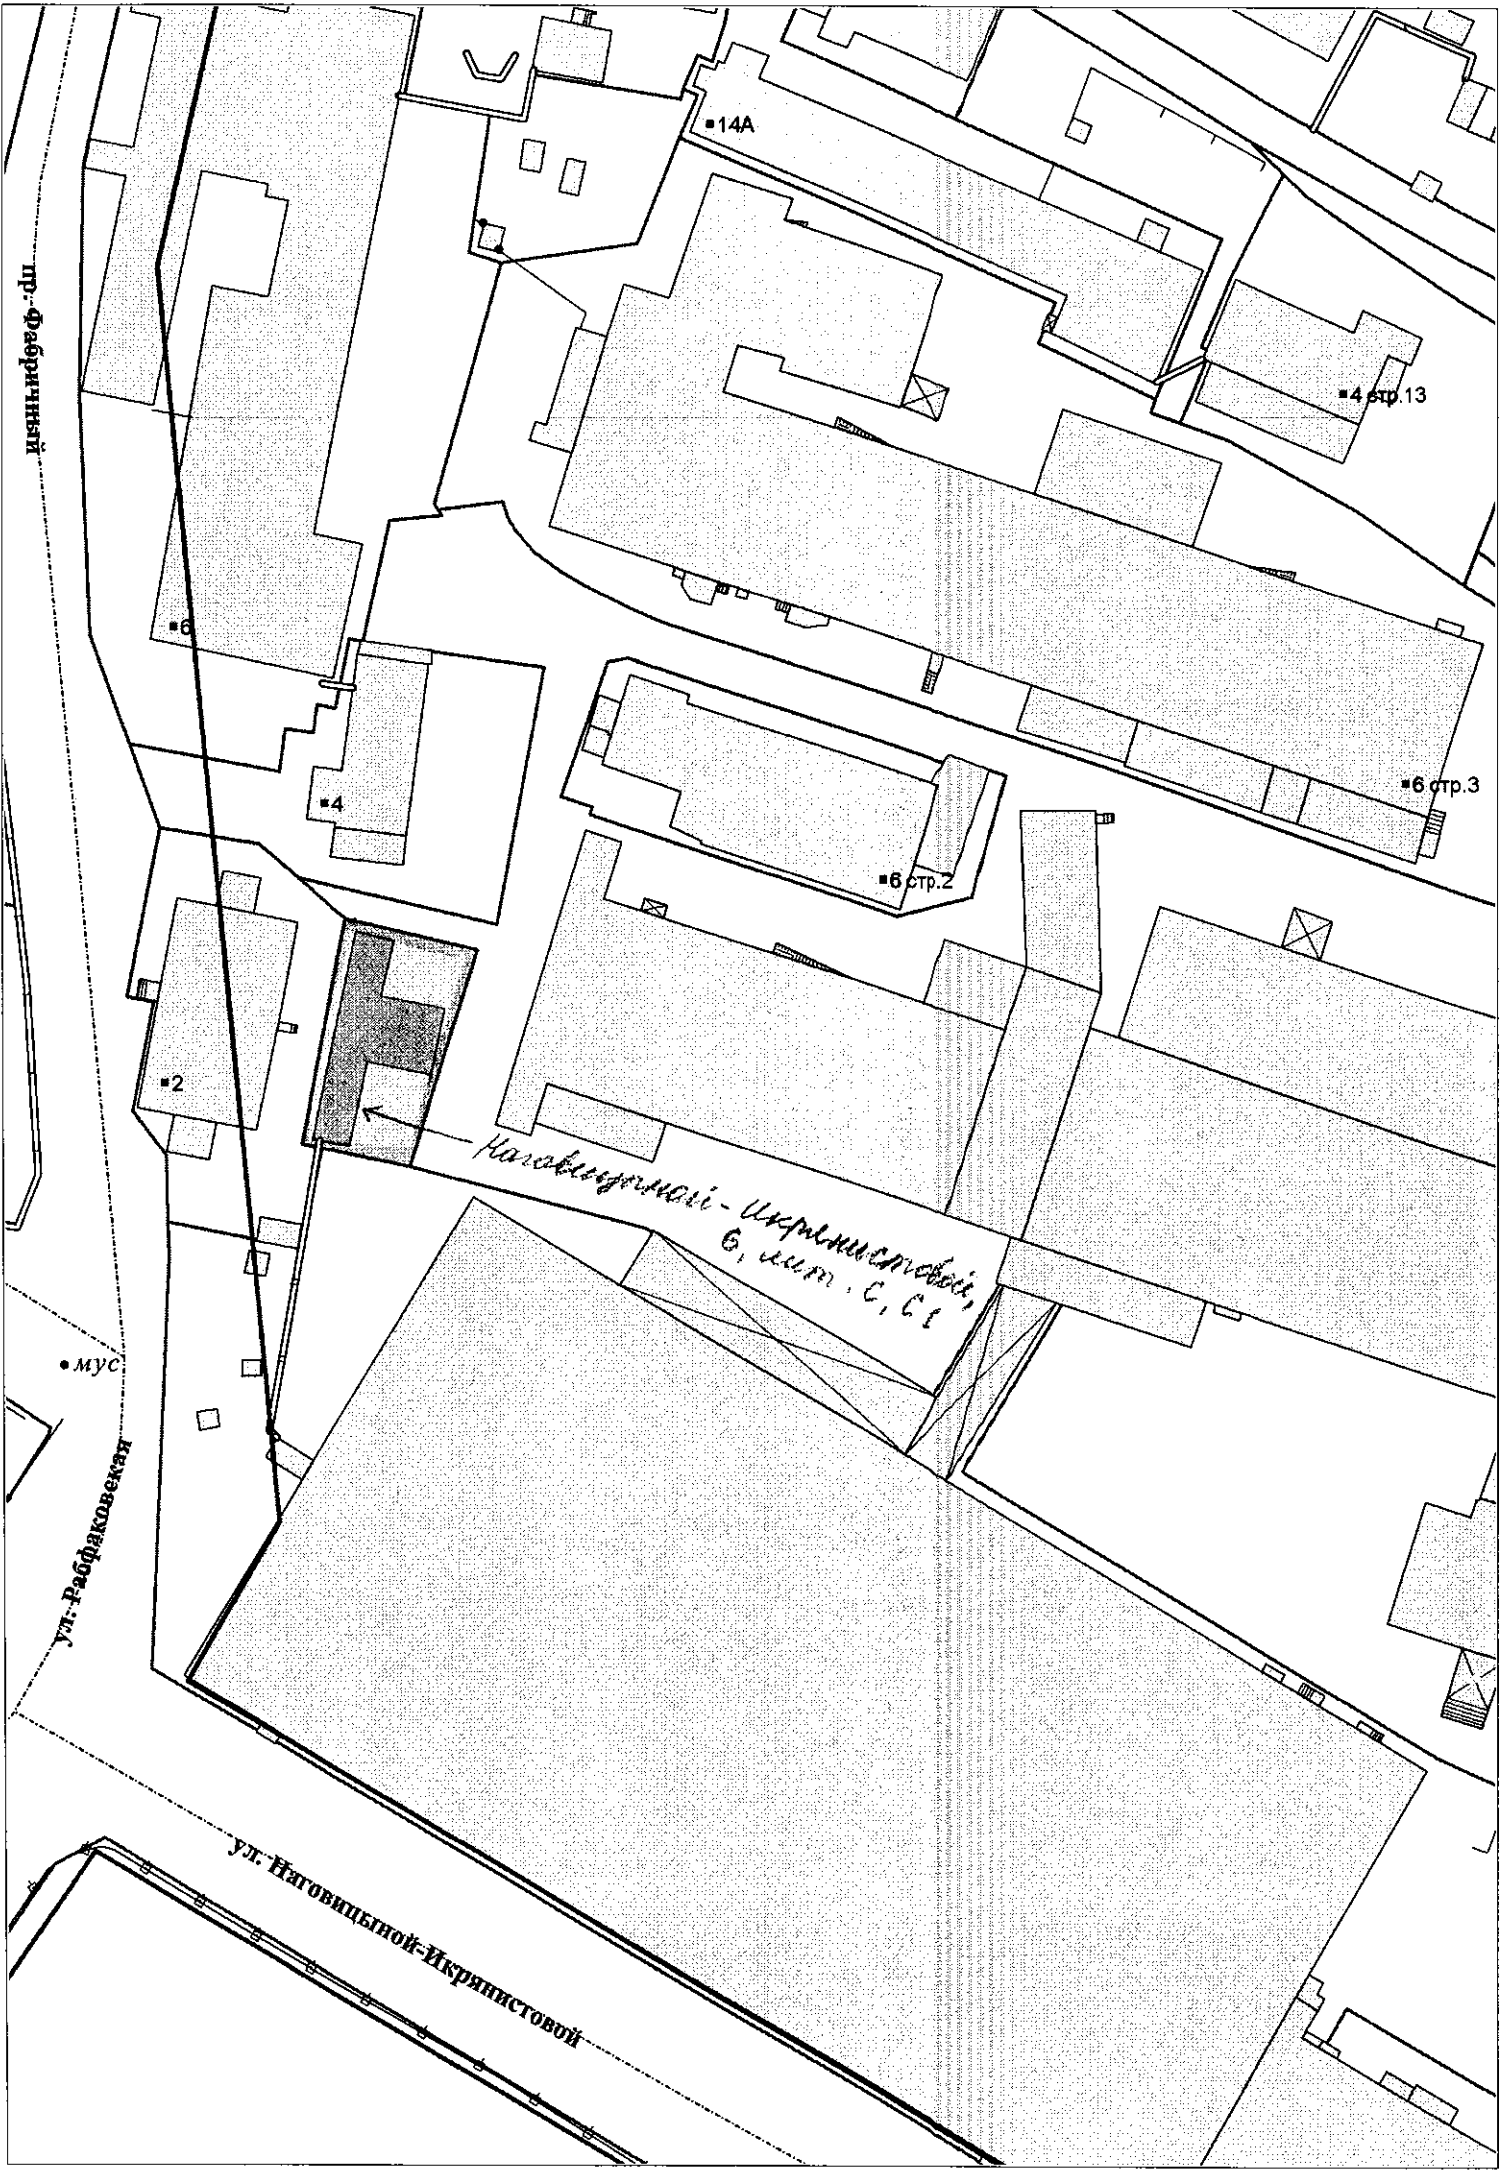 14А
пр. Фабричный
4 стр.13
6
6 стр.3
4
6 стр.2
2
Наговицыной - Икрянистовой,
6, лит. С, С1
мус
ул. Рабфаковская
ул. Наговицыной-Икрянистовой